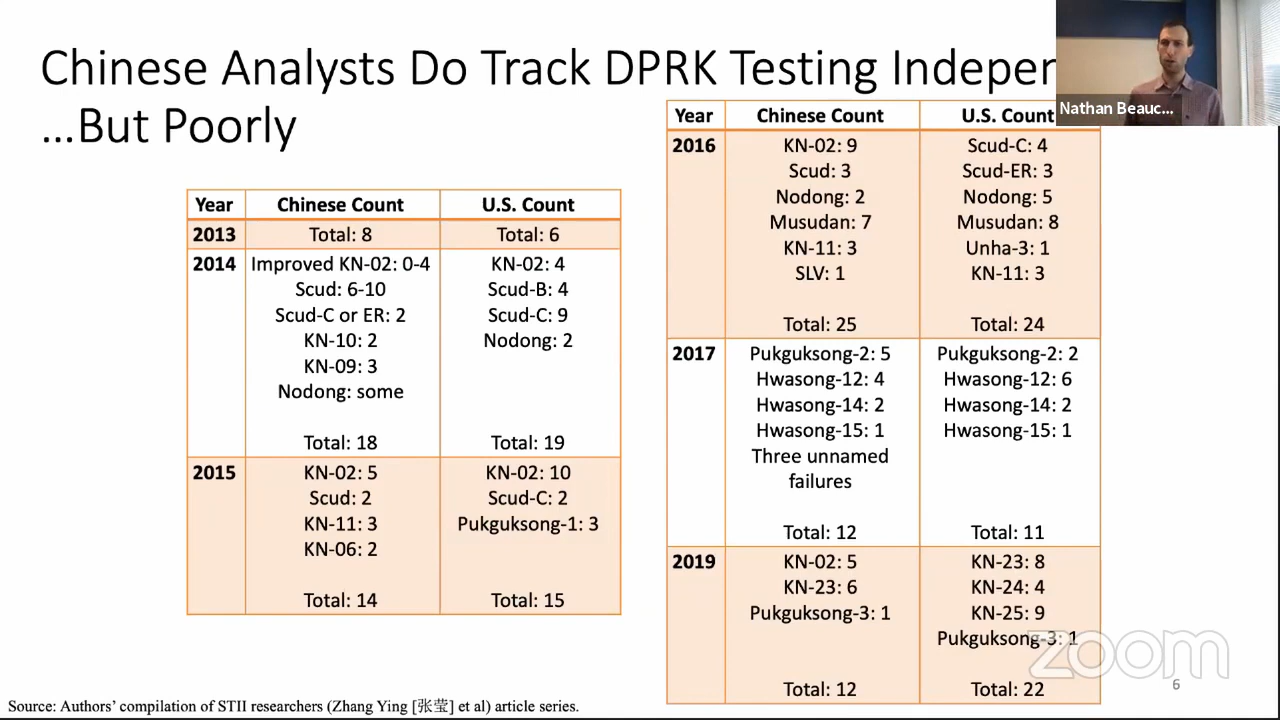 Chinese Analysts Do Track DPRK Testing Indepen
…But Poorly
Nathan Beauc...
Year Chinese Count U.S. Count
2013 Total: 8 Total: 6
2014 Improved KN-02: 0-4 KN-02: 4
Scud: 6-10 Scud-B: 4
Scud-C or ER: 2 Scud-C: 9
KN-10: 2 Nodong: 2
KN-09: 3
Nodong: some
Total: 18 Total: 19
2015 KN-02: 5 KN-02: 10
Scud: 2 Scud-C: 2
KN-11: 3 Pukguksong-1: 3
KN-06: 2
Total: 14 Total: 15
Year Chinese Count U.S. Count
2016 KN-02: 9 Scud-C: 4
Scud: 3 Scud-ER: 3
Nodong: 2 Nodong: 5
Musudan: 7 Musudan: 8
KN-11: 3 Unha-3: 1
SLV: 1 KN-11: 3
Total: 25 Total: 24
2017 Pukguksong-2: 5 Pukguksong-2: 2
Hwasong-12: 4 Hwasong-12: 6
Hwasong-14: 2 Hwasong-14: 2
Hwasong-15: 1 Hwasong-15: 1
Three unnamed
failures
Total: 12 Total: 11
2019 KN-02: 5 KN-23: 8
KN-23: 6 KN-24: 4
Pukguksong-3: 1 KN-25: 9
Pukguksong-3: 1
Total: 12 Total: 22
zoom
6
Source: Authors' compilation of STII researchers (Zhang Ying [张莹] et al) article series.